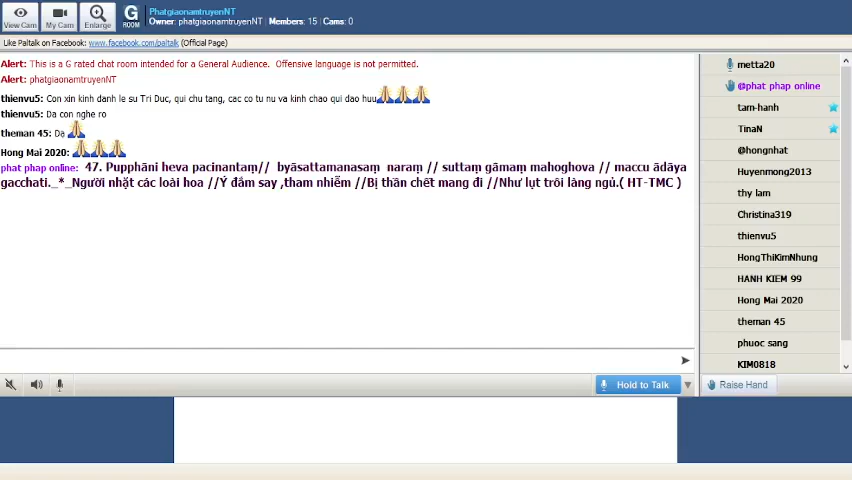 PhatgiaonamtruyenNT
Owner: phatgiaonamtruyenNT | Members: 15 | Cams: 0
View Cam
My Cam
Enlarge
G
ROOM
Like Paltalk on Facebook: www.facebook.com/paltalk (Official Page)
Alert: This is a G rated chat room intended for a General Audience. Offensive language is not permitted.
Alert: phatgiaonamtruyenNT
thienvu5: Con xin kinh danh le su Tri Duc, qui chu tang, cac co tu nu va kinh chao qui dao huu
thienvu5: Da con nghe ro
theman 45: Dạ
Hong Mai 2020:
phat phap online: 47. Pupphāni heva pacinantaṃ// byāsattamanasaṃ naraṃ // suttaṃ gāmaṃ mahoghova // maccu ādāya
gacchati._*_Người nhặt các loài hoa //Ý đắm say ,tham nhiễm //Bị thần chết mang đi //Như lụt trôi làng ngủ.( HT-TMC )
metta20
@phat phap online
tam-hanh
TinaN
@hongnhat
Huyenmong2013
thy lam
Christina319
thienvu5
HongThiKimNhung
HANH KIEM 99
Hong Mai 2020
theman 45
phuoc sang
KIM0818
Hold to Talk
Raise Hand